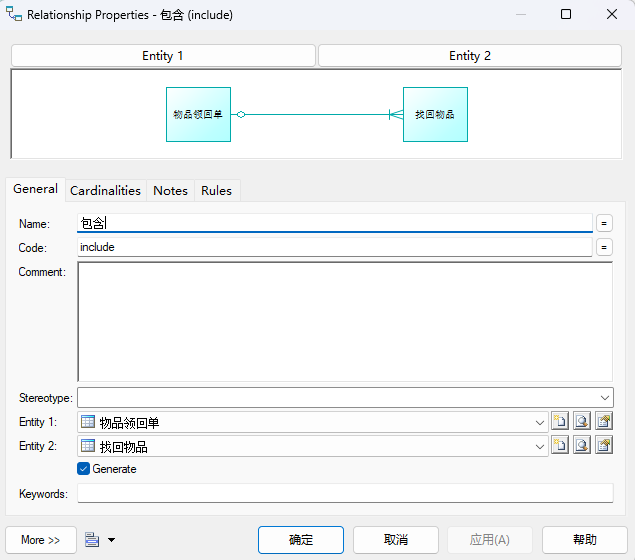 Relationship Properties - 包含 (include)
Entity 1 Entity 2
物品领回单 找回物品
General Cardinalities Notes Rules
Name: 包含 =
Code: include =
Comment:
Stereotype:
Entity 1: 物品领回单
Entity 2: 找回物品
Generate
Keywords:
More >> 确定 取消 应用(A) 帮助